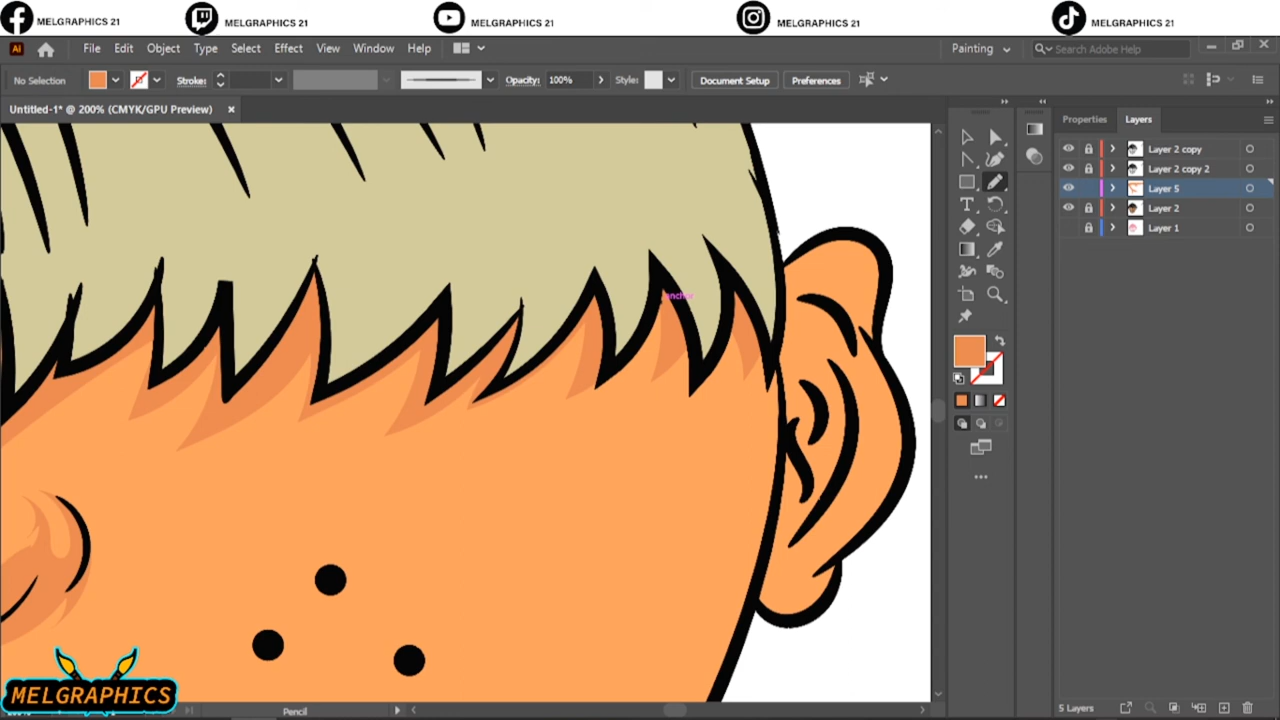 MELGRAPHICS 21 MELGRAPHICS 21 MELGRAPHICS 21 MELGRAPHICS 21 MELGRAPHICS 21
Ai File Edit Object Type Select Effect View Window Help Painting Search Adobe Help
No Selection Stroke: Opacity: 100% Style: Document Setup Preferences
Untitled-1* @ 200% (CMYK/GPU Preview)
Properties Layers
Layer 2 copy
Layer 2 copy 2
Layer 5
Layer 2
Layer 1
anchor
MELGRAPHICS
Pencil
5 Layers